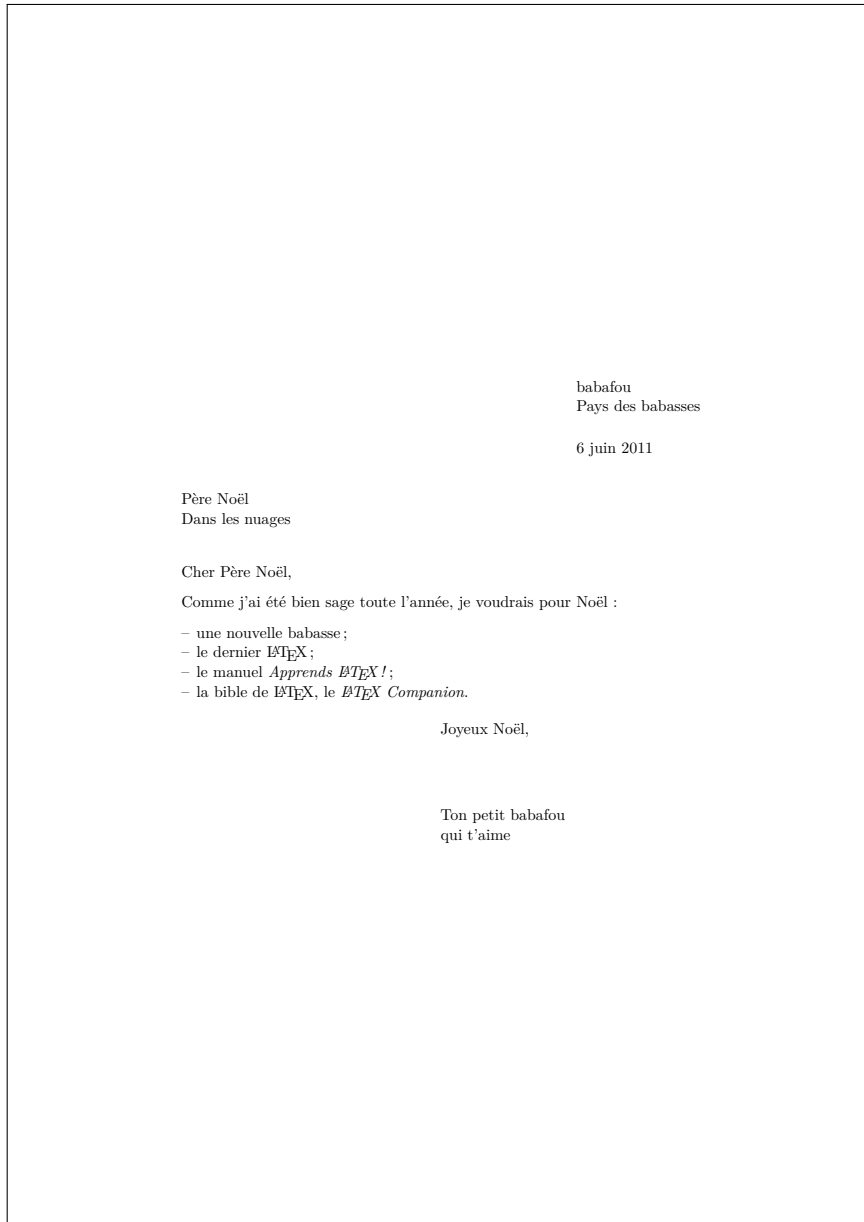 babafou
Pays des babasses
6 juin 2011
Père Noël
Dans les nuages
Cher Père Noël,
Comme j'ai été bien sage toute l'année, je voudrais pour Noël :
– une nouvelle babasse ;
– le dernier LATEX ;
– le manuel Apprends LATEX ! ;
– la bible de LATEX, le LATEX Companion.
Joyeux Noël,
Ton petit babafou
qui t'aime